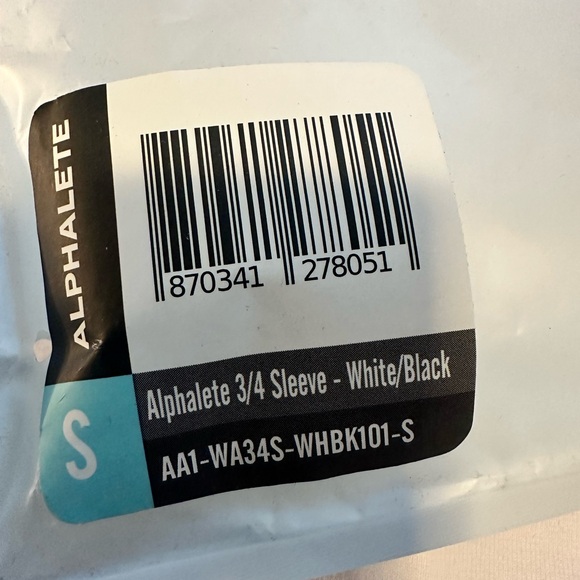 ALPHALETE
870341 278051
S
Alphalete 3/4 Sleeve - White/Black
AA1-WA34S-WHBK101-S